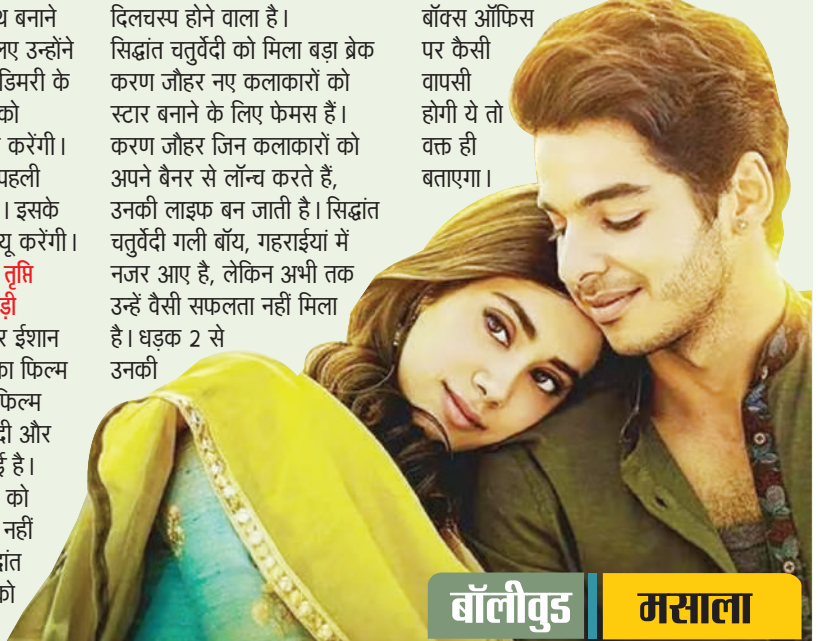 थ बनाने
लए उन्होंने
डिमरी के
को
करेंगी।
पहली
। इसके
यू करेंगी।
तृप्ति
ड़ी
र ईशान
का फिल्म
फिल्म
दी और
ई है।
को
नहीं
दांत
को
दिलचस्प होने वाला है।
सिद्धांत चतुर्वेदी को मिला बड़ा ब्रेक
करण जौहर नए कलाकारों को
स्टार बनाने के लिए फेमस हैं।
करण जौहर जिन कलाकारों को
अपने बैनर से लॉन्च करते हैं,
उनकी लाइफ बन जाती है। सिद्धांत
चतुर्वेदी गली बॉय, गहराईयां में
नजर आए है, लेकिन अभी तक
उन्हें वैसी सफलता नहीं मिला
है। धड़क 2 से
उनकी
बॉक्स ऑफिस
पर कैसी
वापसी
होगी ये तो
वक्त ही
बताएगा।
बॉलीवुड मसाला